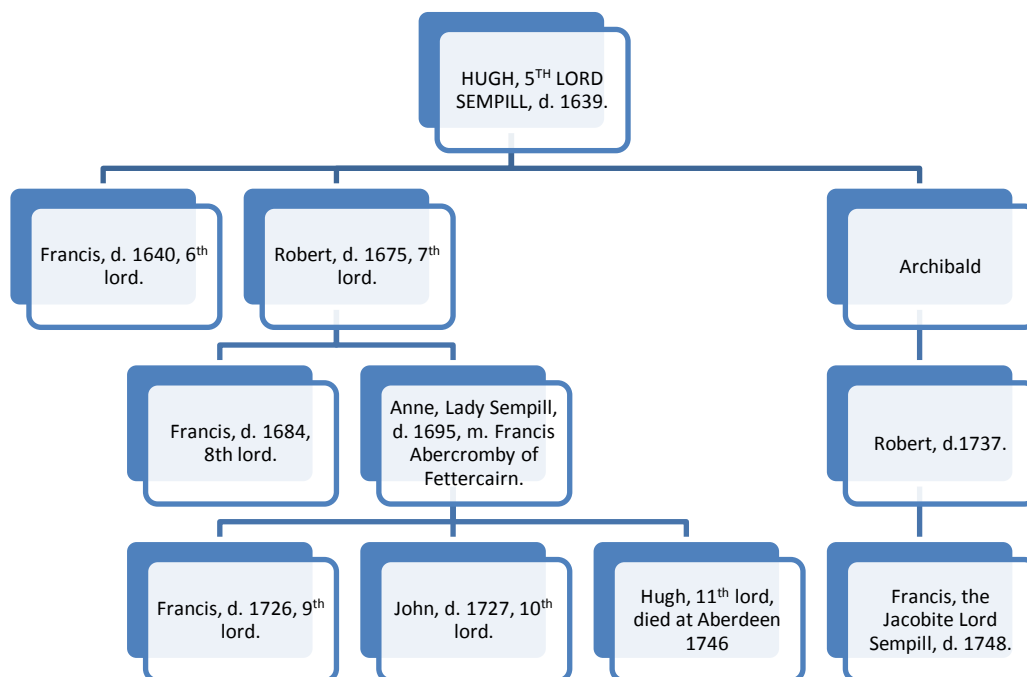 HUGH, 5TH LORD
SEMPILL, d. 1639.
Francis, d. 1640, 6th
lord.
Robert, d. 1675, 7th
lord.
Archibald
Francis, d. 1684,
8th lord.
Anne, Lady Sempill,
d. 1695, m. Francis
Abercromby of
Fettercairn.
Robert, d.1737.
Francis, d. 1726, 9th
lord.
John, d. 1727, 10th
lord.
Hugh, 11th lord,
died at Aberdeen
1746
Francis, the
Jacobite Lord
Sempill, d. 1748.